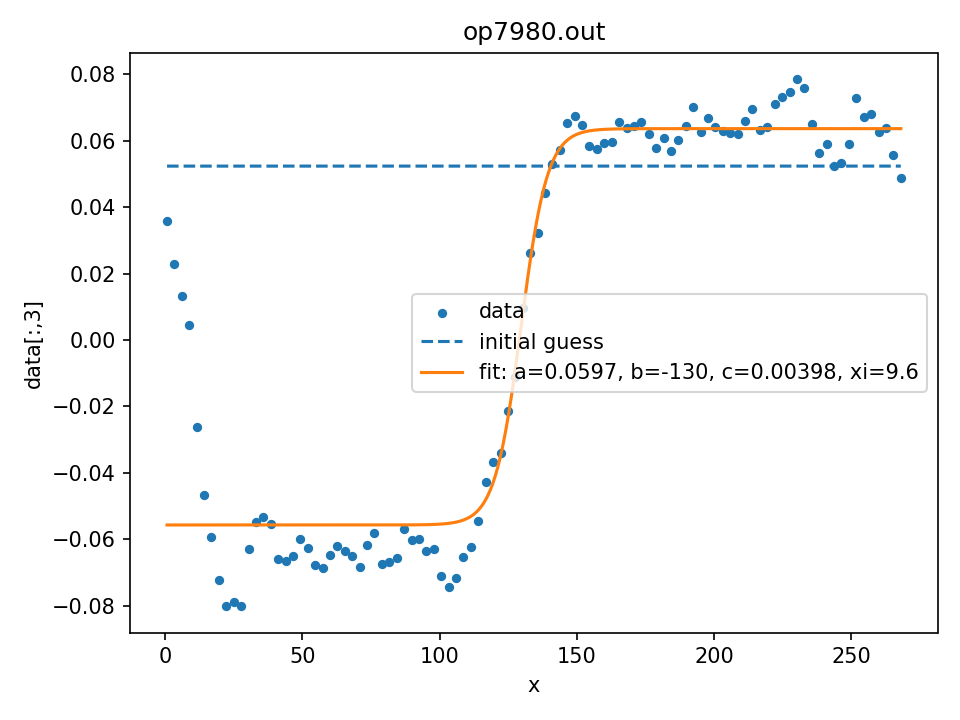 op7980.out
data[:,3]
0.08
0.06
0.04
0.02
0.00
−0.02
−0.04
−0.06
−0.08
data
initial guess
fit: a=0.0597, b=-130, c=0.00398, xi=9.6
0 50 100 150 200 250
x